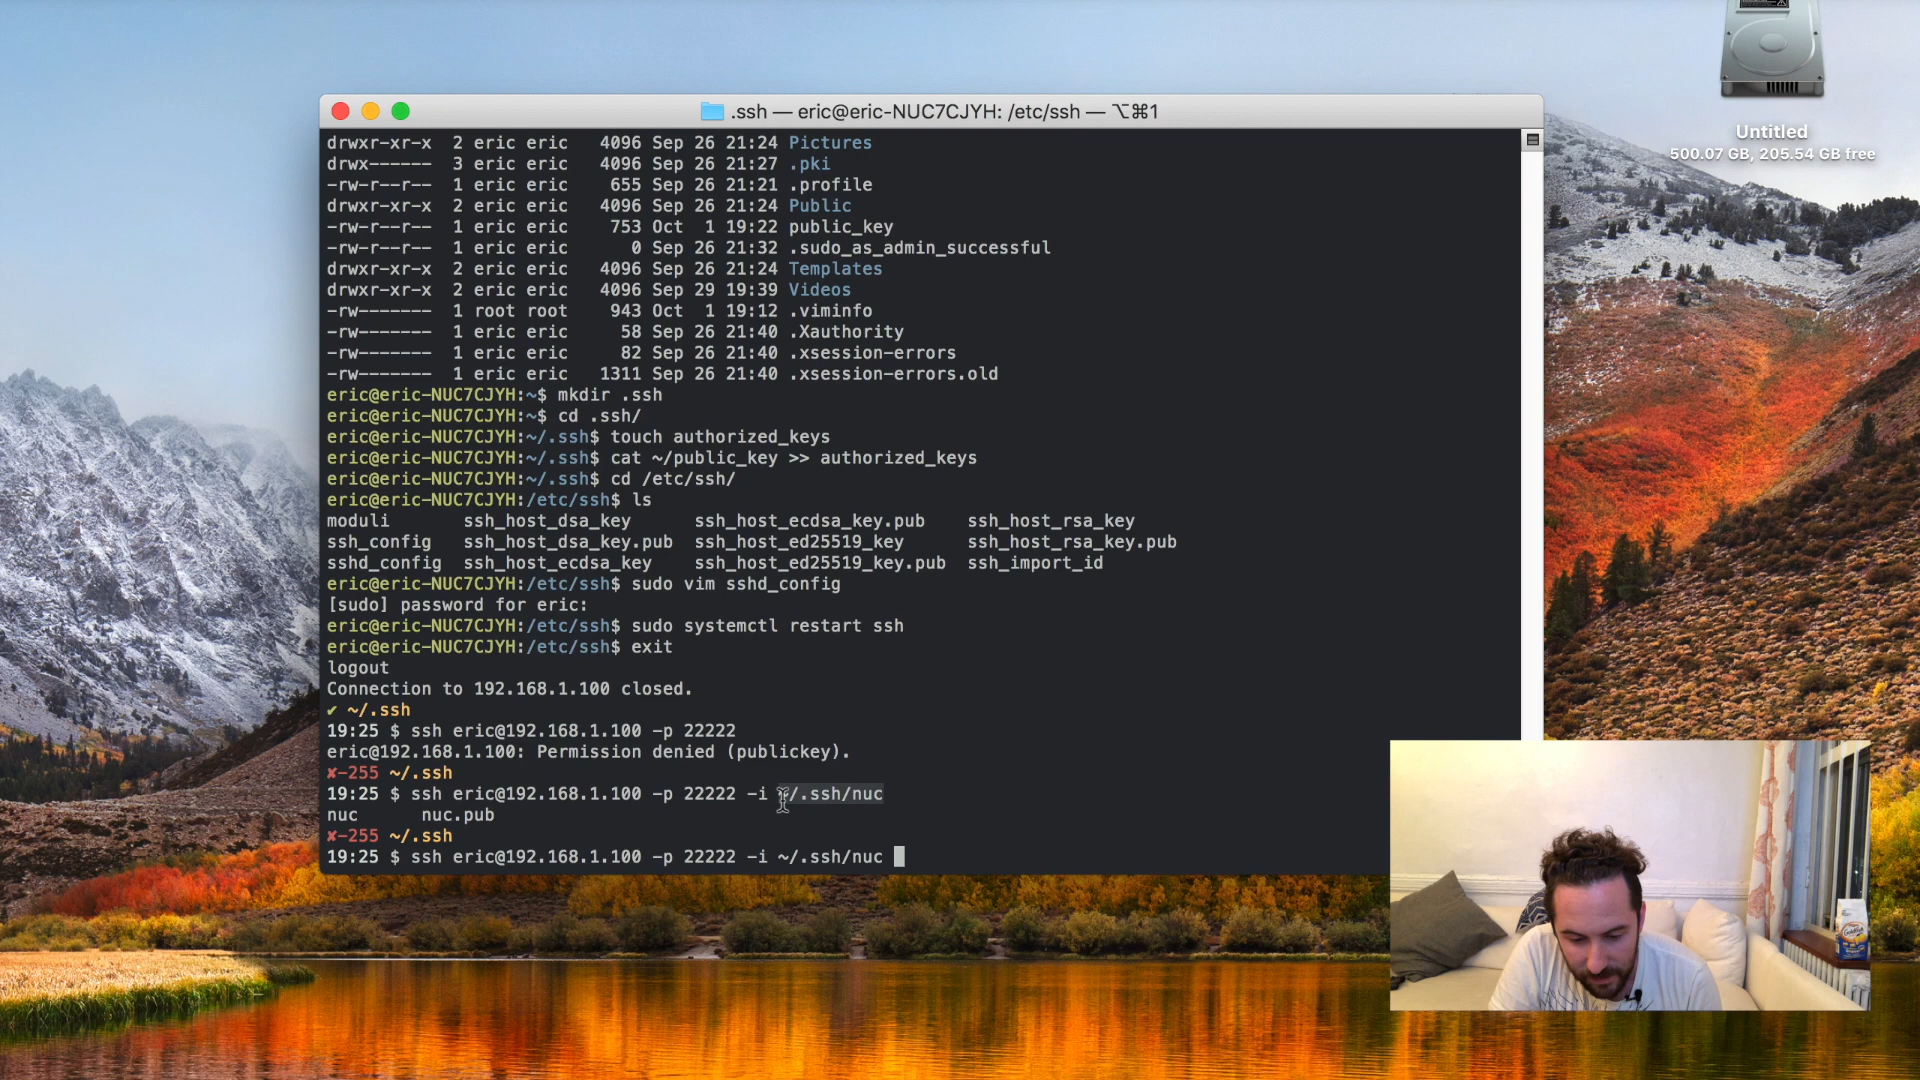 Untitled
500.07 GB, 205.54 GB free
.ssh — eric@eric-NUC7CJYH: /etc/ssh — ⌥⌘1
drwxr-xr-x  2 eric eric   4096 Sep 26 21:24 Pictures
drwx------  3 eric eric   4096 Sep 26 21:27 .pki
-rw-r--r--  1 eric eric    655 Sep 26 21:21 .profile
drwxr-xr-x  2 eric eric   4096 Sep 26 21:24 Public
-rw-r--r--  1 eric eric    753 Oct  1 19:22 public_key
-rw-r--r--  1 eric eric      0 Sep 26 21:32 .sudo_as_admin_successful
drwxr-xr-x  2 eric eric   4096 Sep 26 21:24 Templates
drwxr-xr-x  2 eric eric   4096 Sep 29 19:39 Videos
-rw-------  1 root root    943 Oct  1 19:12 .viminfo
-rw-------  1 eric eric     58 Sep 26 21:40 .Xauthority
-rw-------  1 eric eric     82 Sep 26 21:40 .xsession-errors
-rw-------  1 eric eric   1311 Sep 26 21:40 .xsession-errors.old
eric@eric-NUC7CJYH:~$ mkdir .ssh
eric@eric-NUC7CJYH:~$ cd .ssh/
eric@eric-NUC7CJYH:~/.ssh$ touch authorized_keys
eric@eric-NUC7CJYH:~/.ssh$ cat ~/public_key >> authorized_keys
eric@eric-NUC7CJYH:~/.ssh$ cd /etc/ssh/
eric@eric-NUC7CJYH:/etc/ssh$ ls
moduli       ssh_host_dsa_key      ssh_host_ecdsa_key.pub    ssh_host_rsa_key
ssh_config   ssh_host_dsa_key.pub  ssh_host_ed25519_key      ssh_host_rsa_key.pub
sshd_config  ssh_host_ecdsa_key    ssh_host_ed25519_key.pub  ssh_import_id
eric@eric-NUC7CJYH:/etc/ssh$ sudo vim sshd_config
[sudo] password for eric:
eric@eric-NUC7CJYH:/etc/ssh$ sudo systemctl restart ssh
eric@eric-NUC7CJYH:/etc/ssh$ exit
logout
Connection to 192.168.1.100 closed.
✔ ~/.ssh
19:25 $ ssh eric@192.168.1.100 -p 22222
eric@192.168.1.100: Permission denied (publickey).
✘-255 ~/.ssh
19:25 $ ssh eric@192.168.1.100 -p 22222 -i ~/.ssh/nuc
nuc      nuc.pub
✘-255 ~/.ssh
19:25 $ ssh eric@192.168.1.100 -p 22222 -i ~/.ssh/nuc
Goldfish